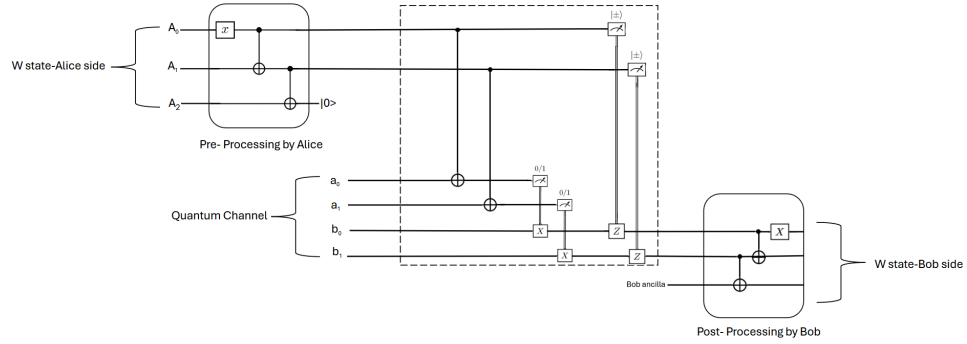 |±⟩
A₀
x
|±⟩
W state-Alice side
A₁
A₂
|0>
Pre- Processing by Alice
0/1
a₀
0/1
a₁
Quantum Channel
b₀
X
Z
X
b₁
X
Z
W state-Bob side
Bob ancilla
Post- Processing by Bob